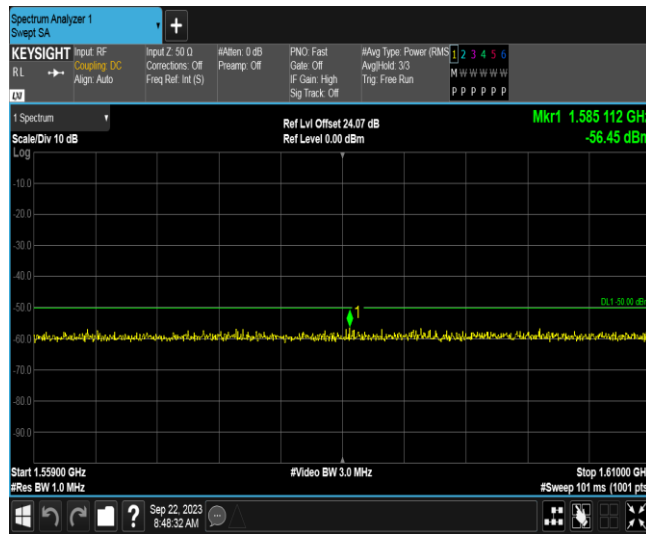 Spectrum Analyzer 1
Swept SA
+
KEYSIGHT
RL
LXI
Input: RF
Coupling: DC
Align: Auto
Input Z: 50 Ω
Corrections: Off
Freq Ref: Int (S)
#Atten: 0 dB
Preamp: Off
PNO: Fast
Gate: Off
IF Gain: High
Sig Track: Off
#Avg Type: Power (RMS
Avg|Hold: 3/3
Trig: Free Run
1 2 3 4 5 6
M W W W W W
P P P P P P
1 Spectrum
Scale/Div 10 dB
Log
Ref Lvl Offset 24.07 dB
Ref Level 0.00 dBm
Mkr1 1.585 112 GH
-56.45 dBm
-10.0
-20.0
-30.0
-40.0
-50.0
DL1 -50.00 dBm
1
-60.0
-70.0
-80.0
-90.0
Start 1.55900 GHz
#Res BW 1.0 MHz
#Video BW 3.0 MHz
Stop 1.61000 GH
#Sweep 101 ms (1001 pts
?
Sep 22, 2023
8:48:32 AM